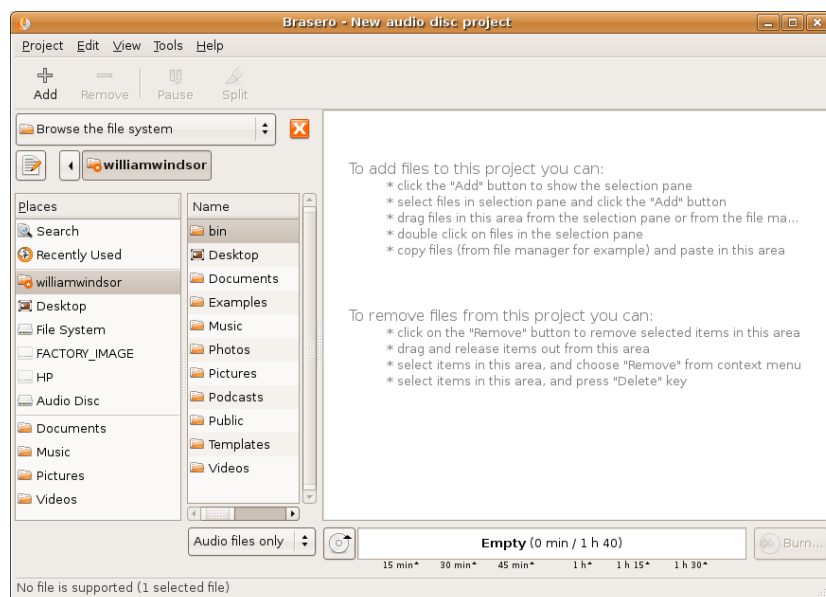 Brasero - New audio disc project
Project Edit View Tools Help
Add Remove Pause Split
Browse the file system
williamwindsor
Places
Search
Recently Used
williamwindsor
Desktop
File System
FACTORY_IMAGE
HP
Audio Disc
Documents
Music
Pictures
Videos
Name
bin
Desktop
Documents
Examples
Music
Photos
Pictures
Podcasts
Public
Templates
Videos
Audio files only
To add files to this project you can:
* click the "Add" button to show the selection pane
* select files in selection pane and click the "Add" button
* drag files in this area from the selection pane or from the file ma...
* double click on files in the selection pane
* copy files (from file manager for example) and paste in this area
To remove files from this project you can:
* click on the "Remove" button to remove selected items in this area
* drag and release items out from this area
* select items in this area, and choose "Remove" from context menu
* select items in this area, and press "Delete" key
Empty (0 min / 1 h 40)
Burn...
15 min 30 min 45 min 1 h 1 h 15 1 h 30
No file is supported (1 selected file)